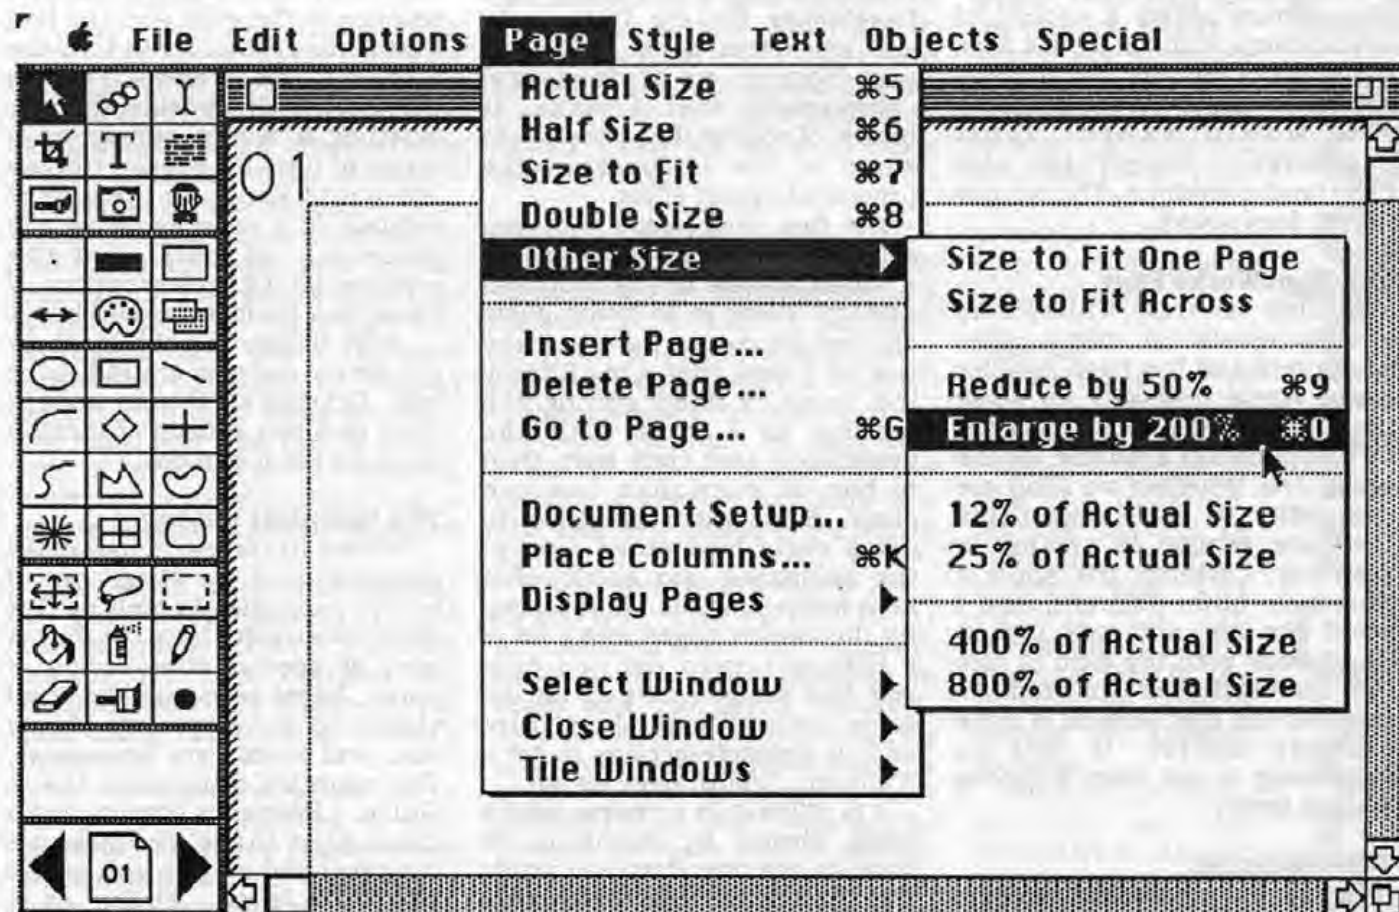 File Edit Options Page Style Text Objects Special
Actual Size ⌘5
Half Size ⌘6
Size to Fit ⌘7
Double Size ⌘8
Other Size
Insert Page...
Delete Page...
Go to Page... ⌘G
Document Setup...
Place Columns... ⌘K
Display Pages
Select Window
Close Window
Tile Windows
Size to Fit One Page
Size to Fit Across
Reduce by 50% ⌘9
Enlarge by 200% ⌘0
12% of Actual Size
25% of Actual Size
400% of Actual Size
800% of Actual Size
T
01
01